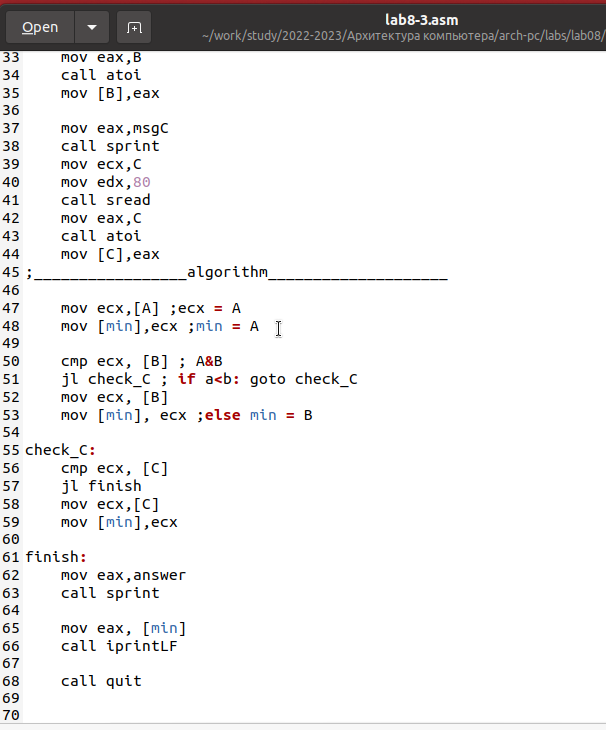 Open
lab8-3.asm
~/work/study/2022-2023/Архитектура компьютера/arch-pc/labs/lab08/
33 mov eax,B
34 call atoi
35 mov [B],eax
36
37 mov eax,msgC
38 call sprint
39 mov ecx,C
40 mov edx,80
41 call sread
42 mov eax,C
43 call atoi
44 mov [C],eax
45 ;_________________algorithm____________________
46
47 mov ecx,[A] ;ecx = A
48 mov [min],ecx ;min = A
49
50 cmp ecx, [B] ; A&B
51 jl check_C ; if a<b: goto check_C
52 mov ecx, [B]
53 mov [min], ecx ;else min = B
54
55 check_C:
56 cmp ecx, [C]
57 jl finish
58 mov ecx,[C]
59 mov [min],ecx
60
61 finish:
62 mov eax,answer
63 call sprint
64
65 mov eax, [min]
66 call iprintLF
67
68 call quit
69
70